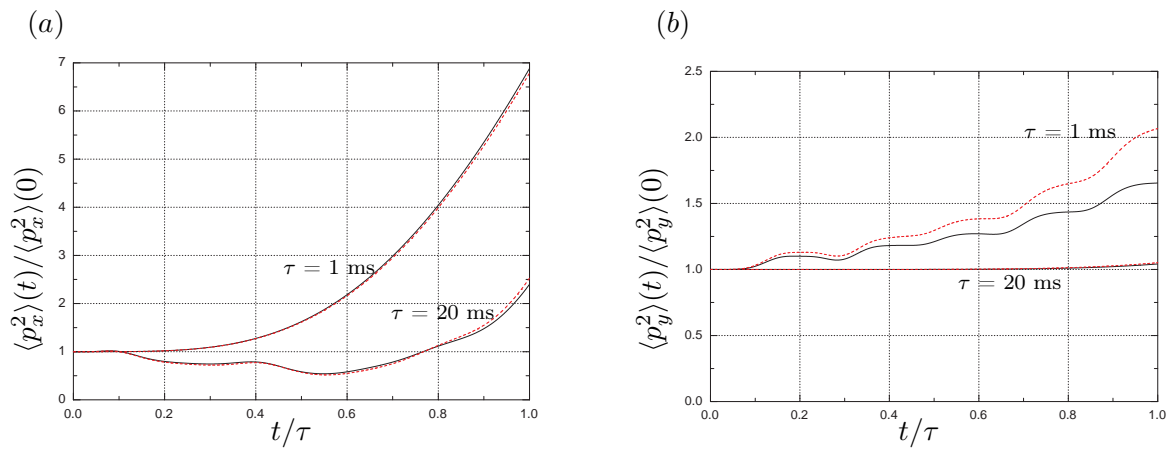 (a)
7
6
5
4
3
2
1
0
0.0 0.2 0.4 0.6 0.8 1.0
⟨p_x^2⟩(t)/⟨p_x^2⟩(0)
t/τ
τ = 1 ms
τ = 20 ms
(b)
2.5
2.0
1.5
1.0
0.5
0.0
0.0 0.2 0.4 0.6 0.8 1.0
⟨p_y^2⟩(t)/⟨p_y^2⟩(0)
t/τ
τ = 1 ms
τ = 20 ms